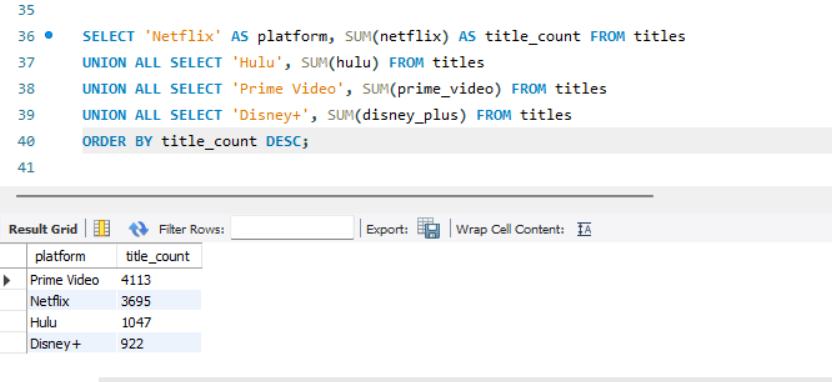 35
36 SELECT 'Netflix' AS platform, SUM(netflix) AS title_count FROM titles
37 UNION ALL SELECT 'Hulu', SUM(hulu) FROM titles
38 UNION ALL SELECT 'Prime Video', SUM(prime_video) FROM titles
39 UNION ALL SELECT 'Disney+', SUM(disney_plus) FROM titles
40 ORDER BY title_count DESC;
41
Result Grid Filter Rows: Export: Wrap Cell Content: IA
platform title_count
Prime Video 4113
Netflix 3695
Hulu 1047
Disney+ 922